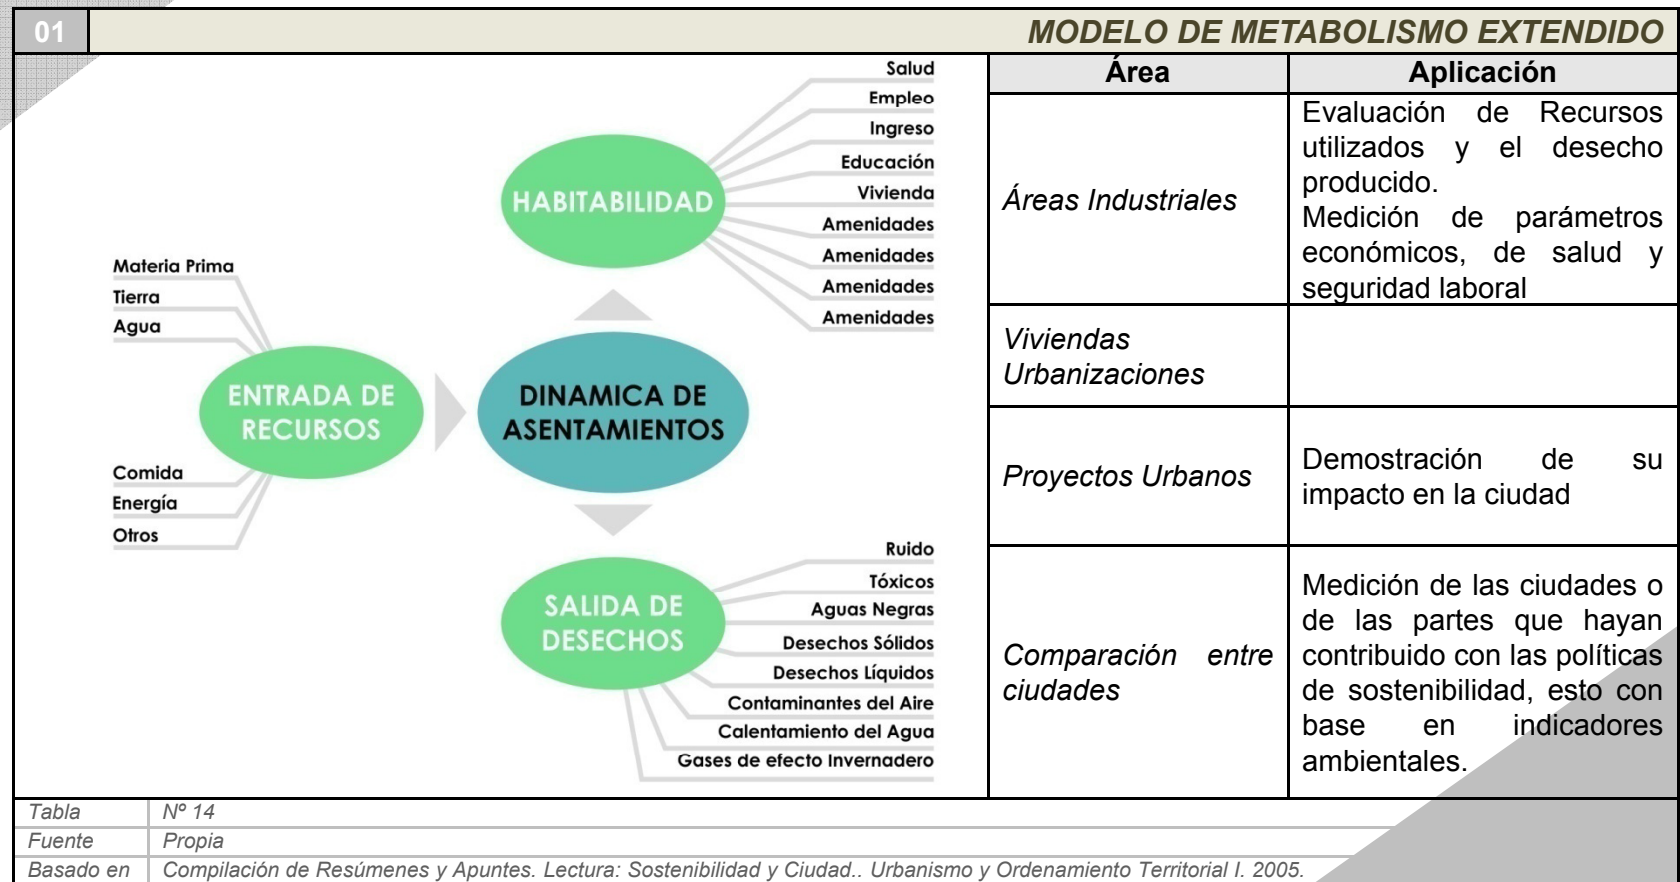 01
MODELO DE METABOLISMO EXTENDIDO
Salud
Empleo
Ingreso
Educación
Vivienda
Amenidades
Amenidades
Amenidades
Amenidades
HABITABILIDAD
Materia Prima
Tierra
Agua
ENTRADA DE
RECURSOS
Comida
Energía
Otros
DINAMICA DE
ASENTAMIENTOS
SALIDA DE
DESECHOS
Ruido
Tóxicos
Aguas Negras
Desechos Sólidos
Desechos Líquidos
Contaminantes del Aire
Calentamiento del Agua
Gases de efecto Invernadero
Área
Aplicación
Áreas Industriales
Evaluación de Recursos
utilizados y el desecho
producido.
Medición de parámetros
económicos, de salud y
seguridad laboral
Viviendas
Urbanizaciones
Proyectos Urbanos
Demostración de su
impacto en la ciudad
Comparación entre
ciudades
Medición de las ciudades o
de las partes que hayan
contribuido con las políticas
de sostenibilidad, esto con
base en indicadores
ambientales.
Tabla Nº 14
Fuente Propia
Basado en Compilación de Resúmenes y Apuntes. Lectura: Sostenibilidad y Ciudad.. Urbanismo y Ordenamiento Territorial I. 2005.